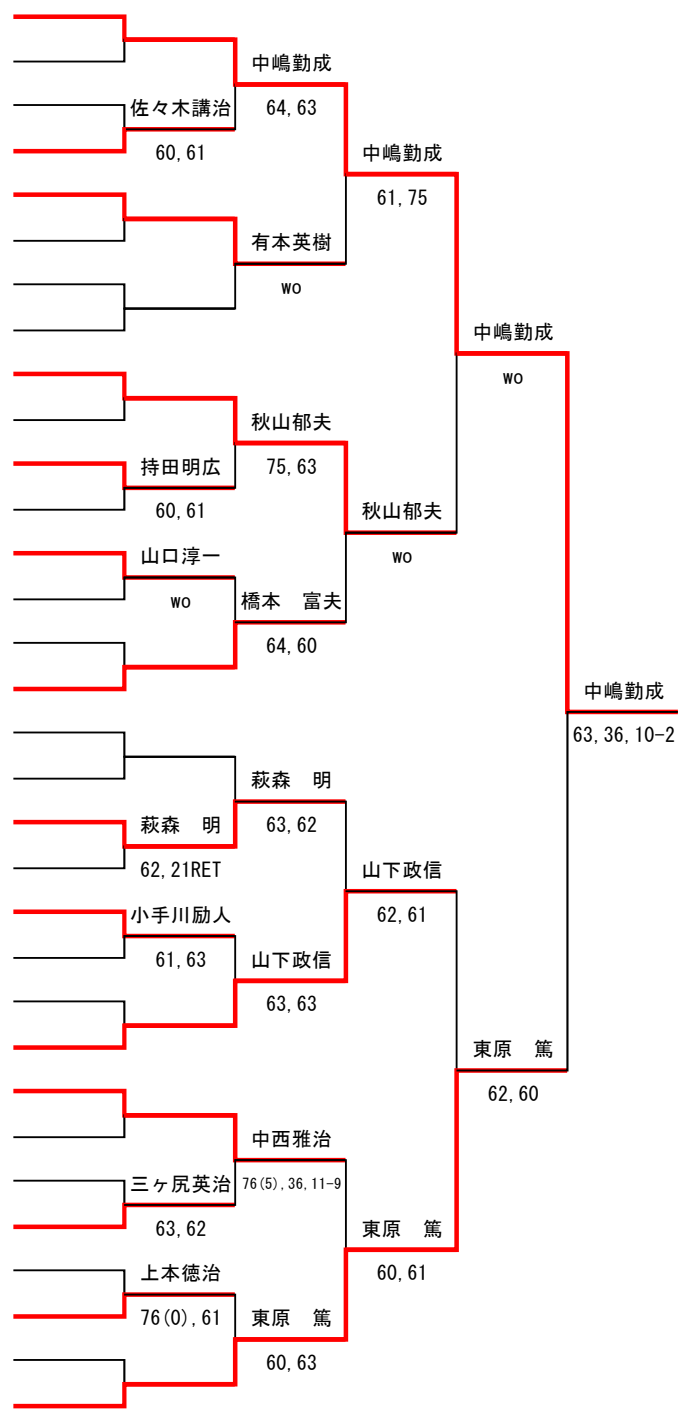 中嶋勤成
64,63
佐々木講治
60,61
中嶋勤成
61,75
有本英樹
wo
中嶋勤成
wo
秋山郁夫
75,63
持田明広
60,61
秋山郁夫
wo
山口淳一
wo
橋本　富夫
64,60
中嶋勤成
63,36,10-2
萩森　明
63,62
萩森　明
62,21RET
山下政信
62,61
小手川励人
61,63
山下政信
63,63
東原　篤
62,60
中西雅治
76(5),36,11-9
三ヶ尻英治
63,62
東原　篤
60,61
上本徳治
76(0),61
東原　篤
60,63